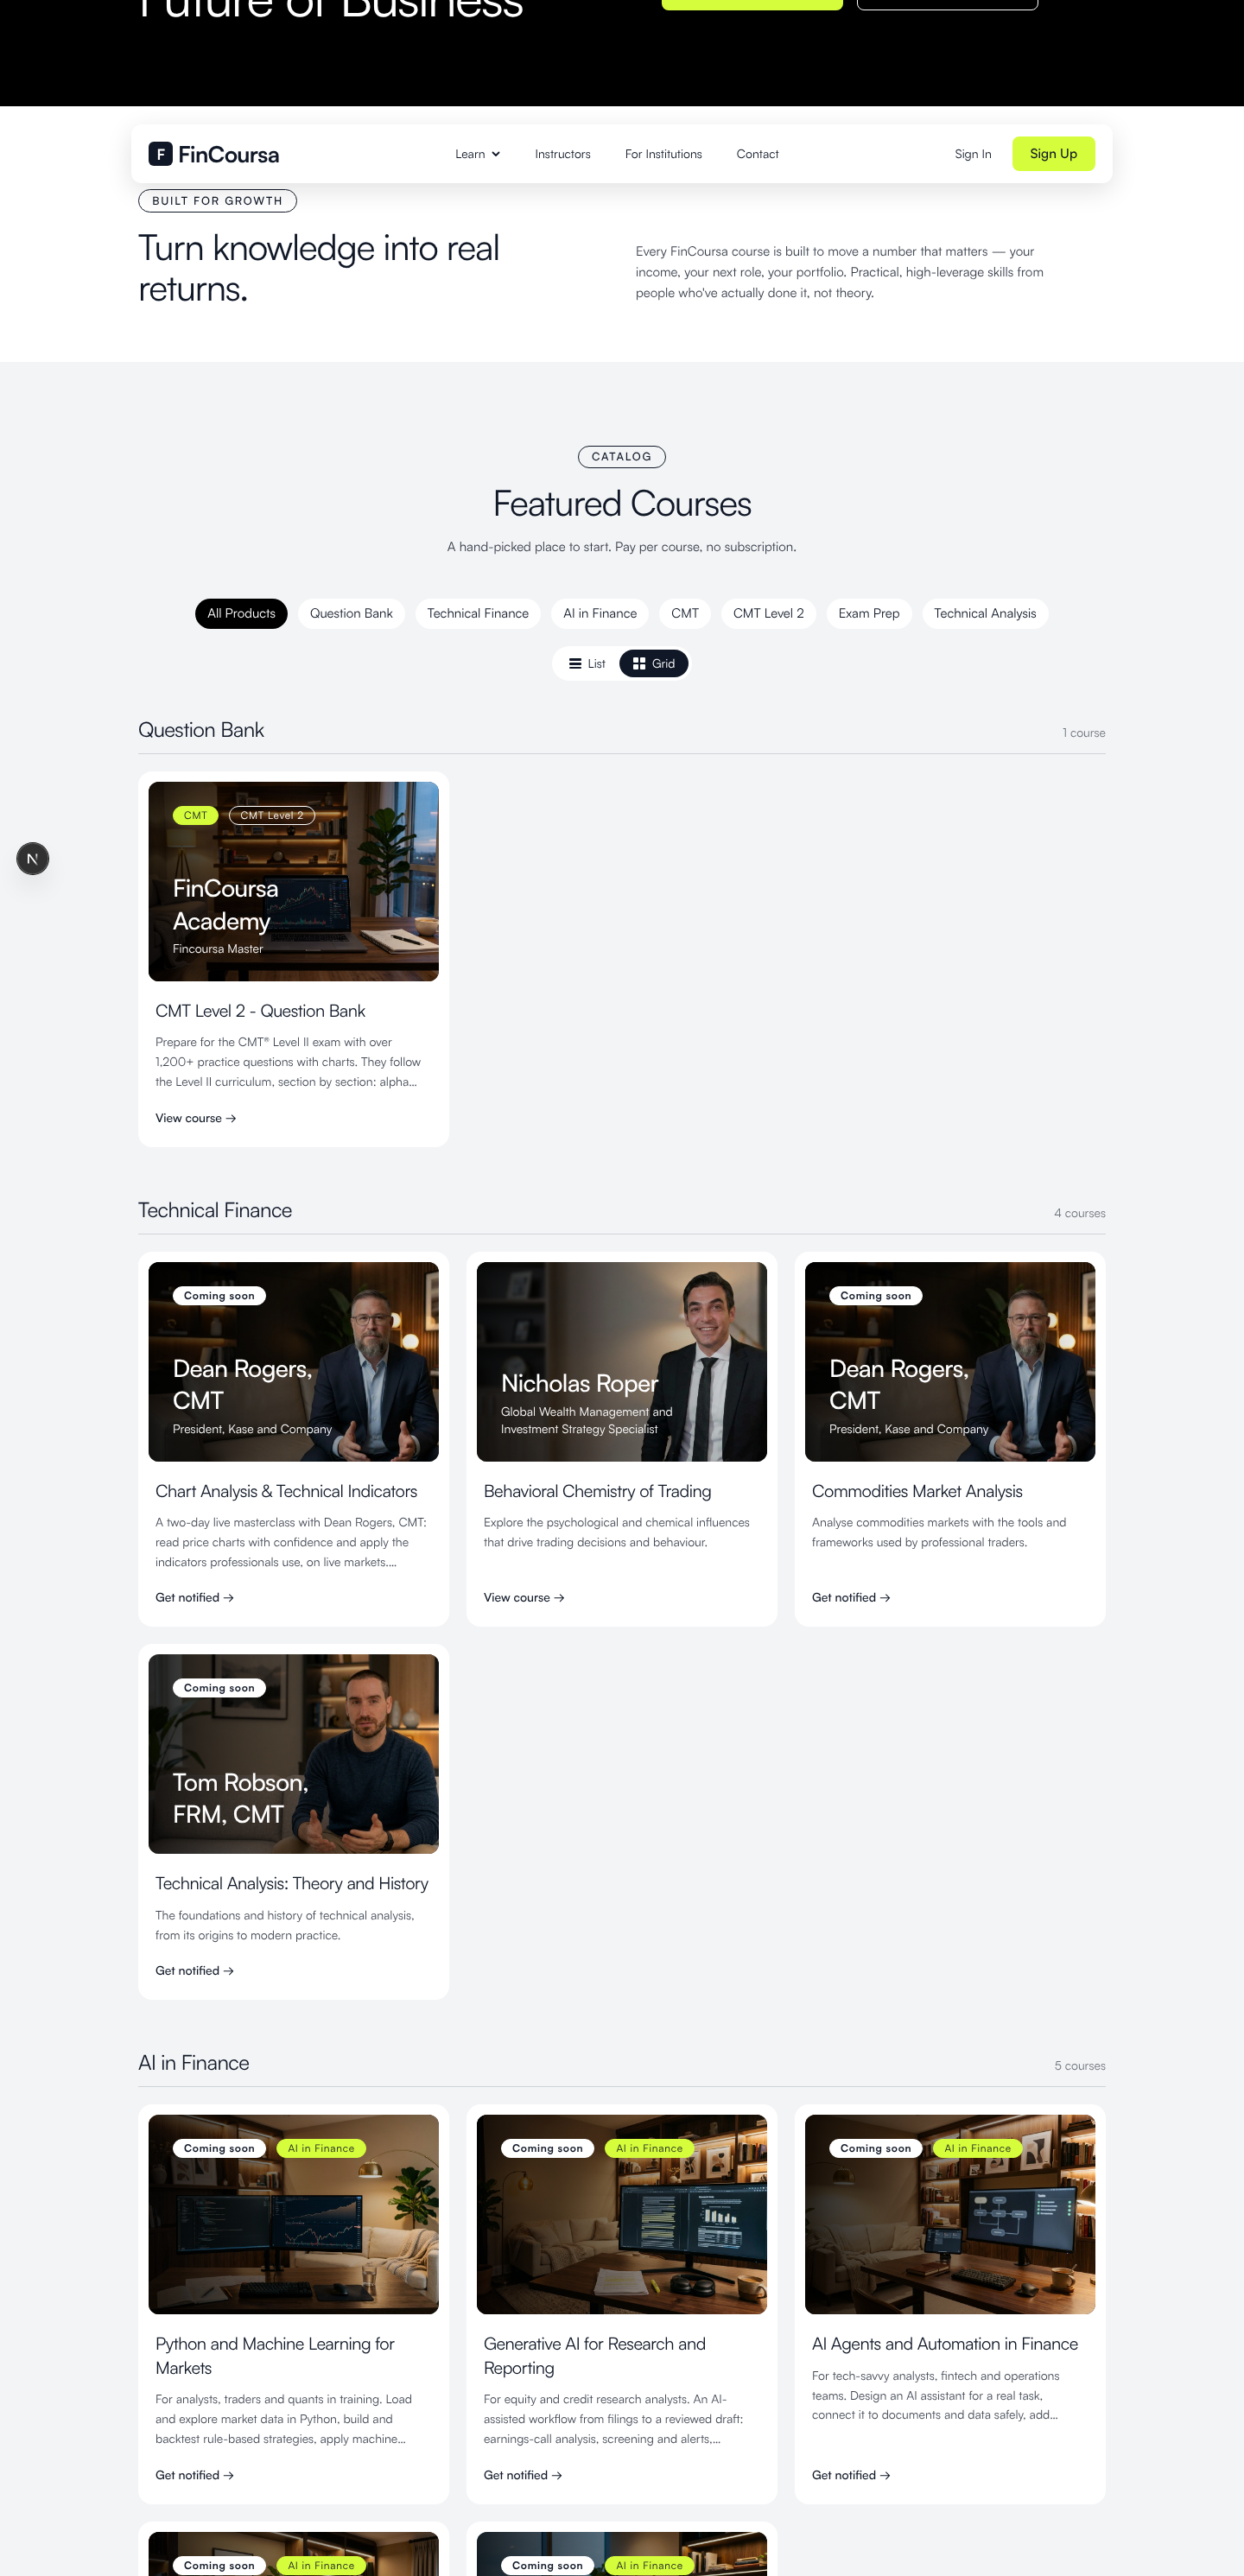 Future of Business
F FinCoursa
Learn
Instructors
For Institutions
Contact
Sign In
Sign Up
BUILT FOR GROWTH
Turn knowledge into real
returns.
Every FinCoursa course is built to move a number that matters — your
income, your next role, your portfolio. Practical, high-leverage skills from
people who've actually done it, not theory.
CATALOG
Featured Courses
A hand-picked place to start. Pay per course, no subscription.
All Products
Question Bank
Technical Finance
AI in Finance
CMT
CMT Level 2
Exam Prep
Technical Analysis
List
Grid
Question Bank
1 course
N
CMT
CMT Level 2
FinCoursa
Academy
Fincoursa Master
CMT Level 2 - Question Bank
Prepare for the CMT® Level II exam with over
1,200+ practice questions with charts. They follow
the Level II curriculum, section by section: alpha...
View course →
Technical Finance
4 courses
Coming soon
Dean Rogers,
CMT
President, Kase and Company
Chart Analysis & Technical Indicators
A two-day live masterclass with Dean Rogers, CMT:
read price charts with confidence and apply the
indicators professionals use, on live markets....
Get notified →
Nicholas Roper
Global Wealth Management and
Investment Strategy Specialist
Behavioral Chemistry of Trading
Explore the psychological and chemical influences
that drive trading decisions and behaviour.
View course →
Coming soon
Dean Rogers,
CMT
President, Kase and Company
Commodities Market Analysis
Analyse commodities markets with the tools and
frameworks used by professional traders.
Get notified →
Coming soon
Tom Robson,
FRM, CMT
Technical Analysis: Theory and History
The foundations and history of technical analysis,
from its origins to modern practice.
Get notified →
AI in Finance
5 courses
Coming soon
AI in Finance
Python and Machine Learning for
Markets
For analysts, traders and quants in training. Load
and explore market data in Python, build and
backtest rule-based strategies, apply machine...
Get notified →
Coming soon
AI in Finance
Generative AI for Research and
Reporting
For equity and credit research analysts. An AI-
assisted workflow from filings to a reviewed draft:
earnings-call analysis, screening and alerts,...
Get notified →
Coming soon
AI in Finance
AI Agents and Automation in Finance
For tech-savvy analysts, fintech and operations
teams. Design an AI assistant for a real task,
connect it to documents and data safely, add...
Get notified →
Coming soon
AI in Finance
Coming soon
AI in Finance